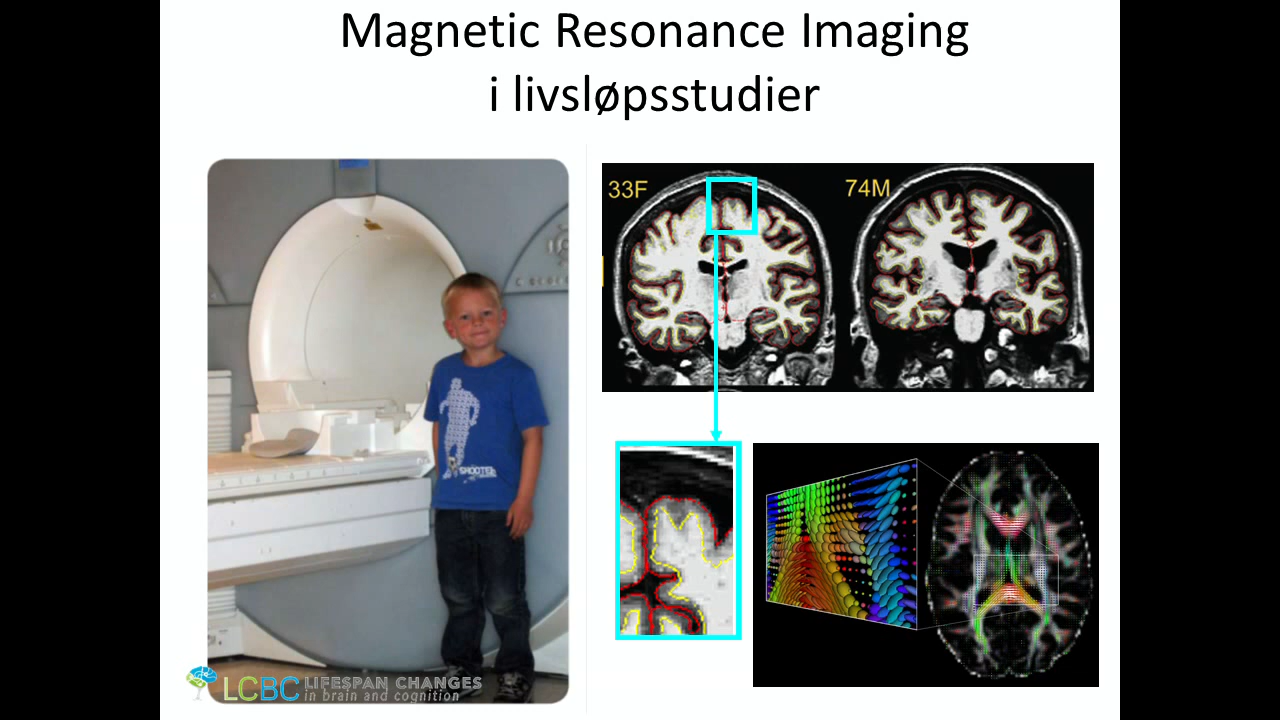 Magnetic Resonance Imaging
i livsløpsstudier
33F
74M
SHOOTER
LCBC LIFESPAN CHANGES
in brain and cognition